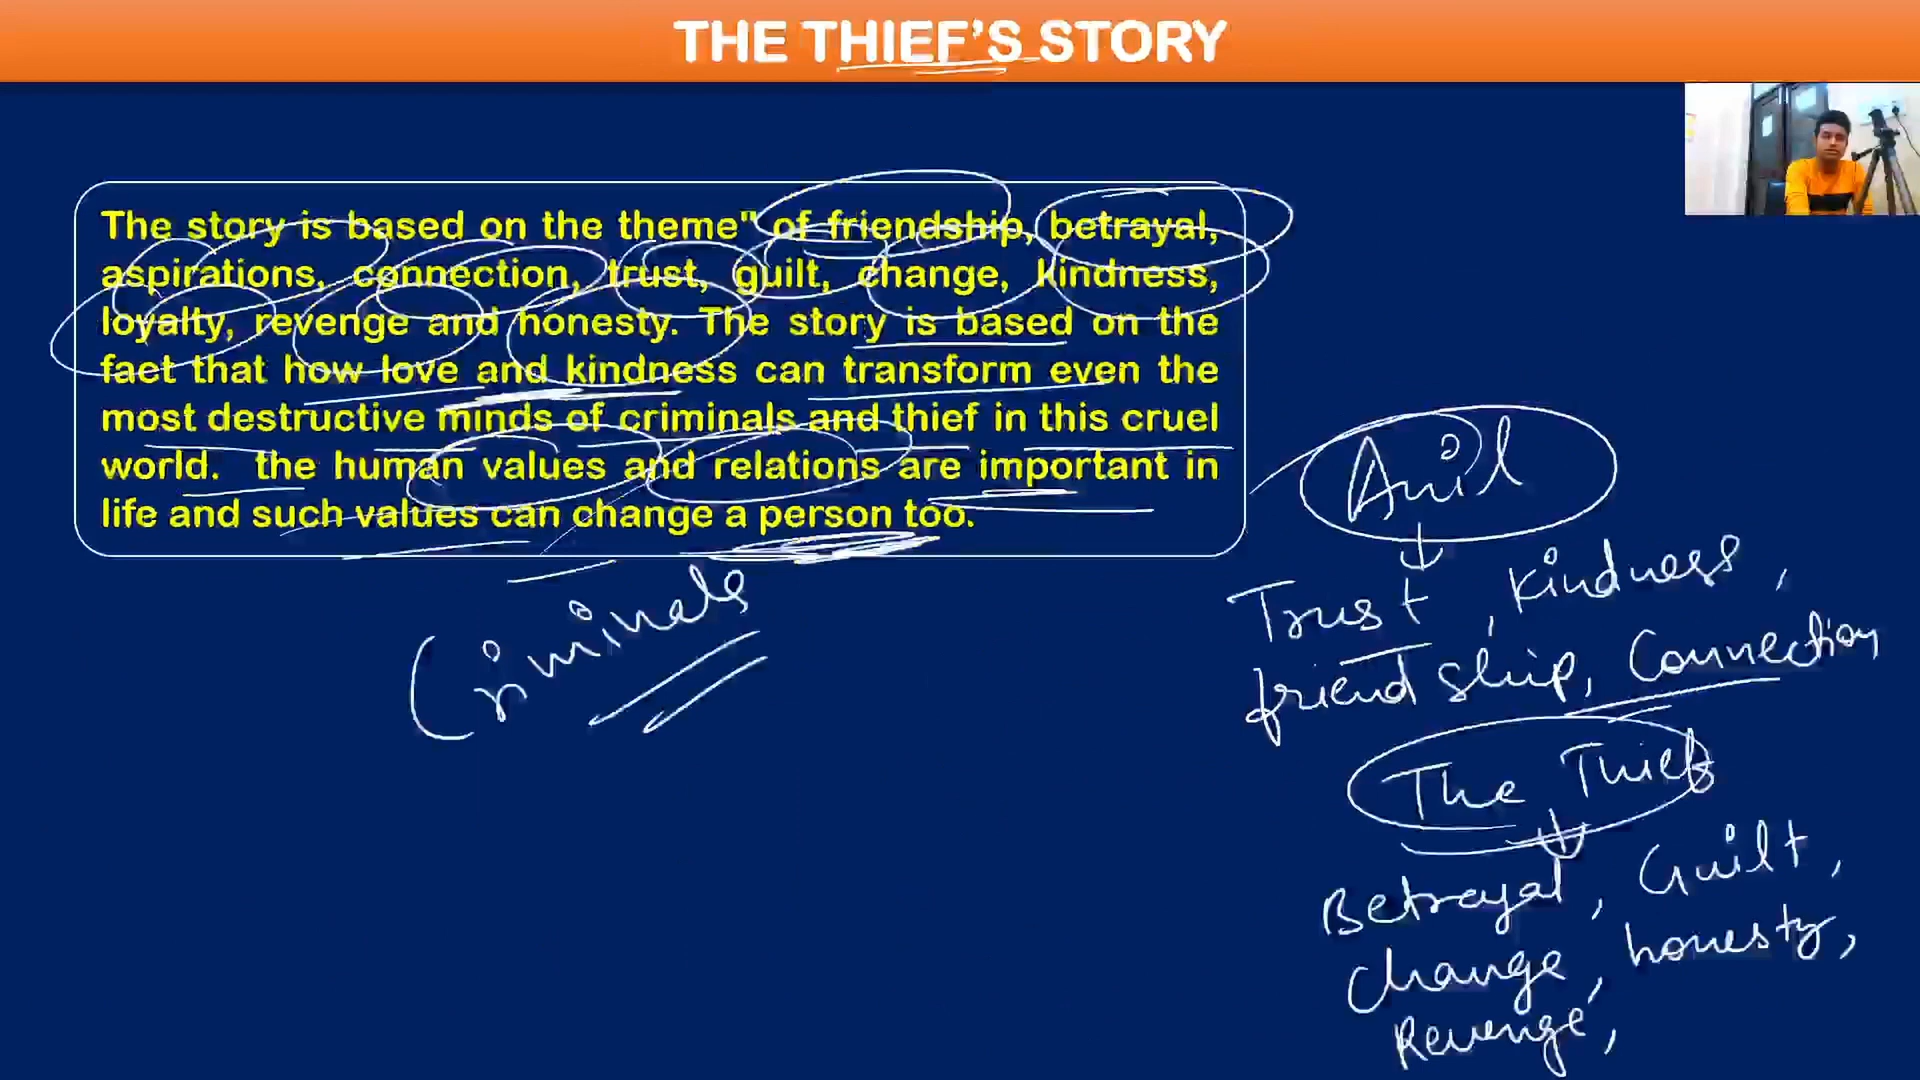 THE THIEF'S STORY
The story is based on the theme" of friendship, betrayal,
aspirations, connection, trust, guilt, change, kindness,
loyalty, revenge and honesty. The story is based on the
fact that how love and kindness can transform even the
most destructive minds of criminals and thief in this cruel
world. the human values and relations are important in
life and such values can change a person too.
Criminals
Anil
Trust, kindness,
friendship, Connection
The Thief
Betrayal, Guilt,
Change, honesty,
Revenge,